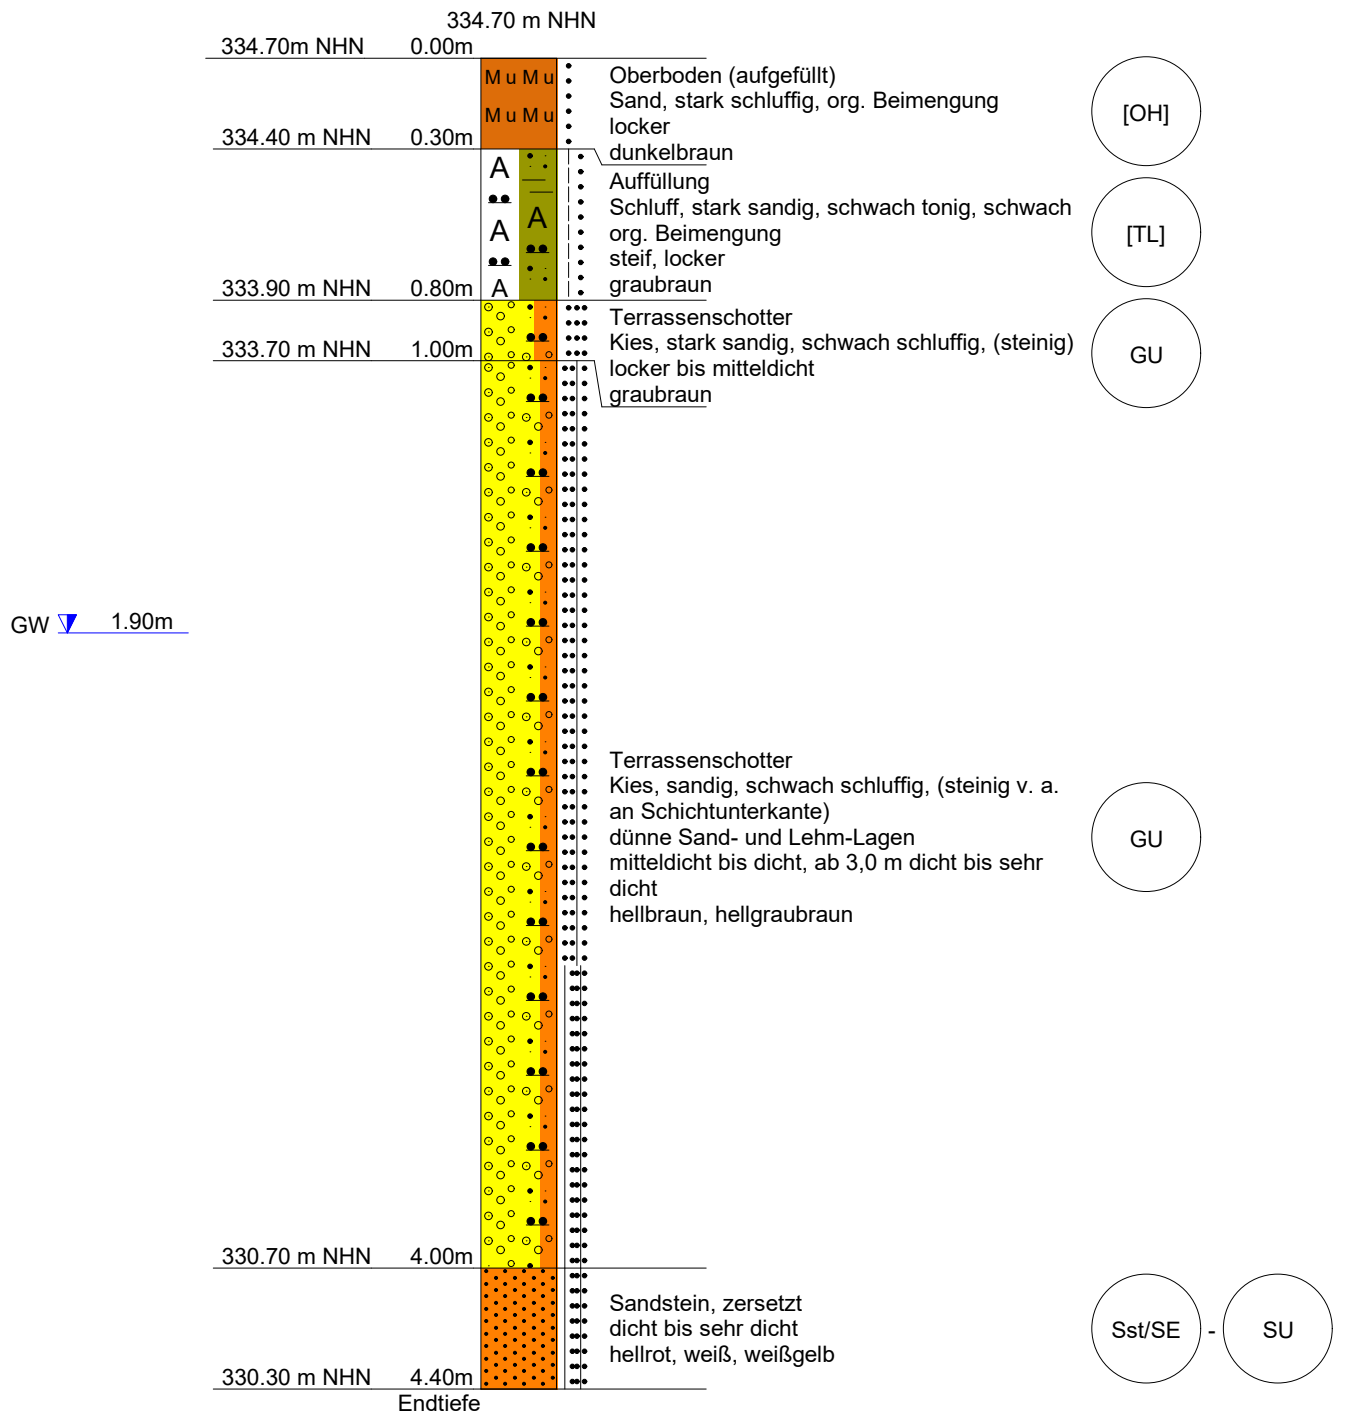 334.70 m NHN
334.70m NHN 0.00m
Mu Mu
Mu Mu
Oberboden (aufgefüllt)
Sand, stark schluffig, org. Beimengung
locker
dunkelbraun
[OH]
334.40 m NHN 0.30m
A
A
A
A
Auffüllung
Schluff, stark sandig, schwach tonig, schwach
org. Beimengung
steif, locker
graubraun
[TL]
333.90 m NHN 0.80m
Terrassenschotter
Kies, stark sandig, schwach schluffig, (steinig)
locker bis mitteldicht
graubraun
GU
333.70 m NHN 1.00m
GW 1.90m
Terrassenschotter
Kies, sandig, schwach schluffig, (steinig v. a.
an Schichtunterkante)
dünne Sand- und Lehm-Lagen
mitteldicht bis dicht, ab 3,0 m dicht bis sehr
dicht
hellbraun, hellgraubraun
GU
330.70 m NHN 4.00m
Sandstein, zersetzt
dicht bis sehr dicht
hellrot, weiß, weißgelb
Sst/SE - SU
330.30 m NHN 4.40m
Endtiefe